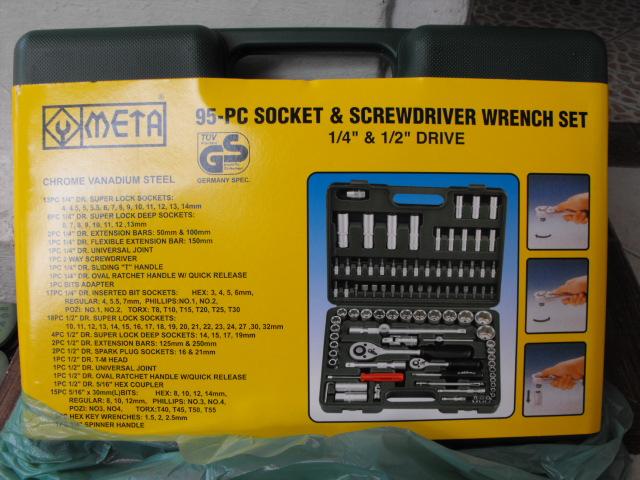 META ®
95-PC SOCKET & SCREWDRIVER WRENCH SET
1/4" & 1/2" DRIVE
TÜV
GS
GERMANY SPEC.
CHROME VANADIUM STEEL
13PC 1/4" DR. SUPER LOCK SOCKETS:
4, 4.5, 5, 5.5, 6, 7, 8, 9, 10, 11, 12, 13, 14mm
8PC 1/4" DR. SUPER LOCK DEEP SOCKETS:
6, 7, 8, 9, 10, 11, 12 ,13mm
2PC 1/4" DR. EXTENSION BARS: 50mm & 100mm
1PC 1/4" DR. FLEXIBLE EXTENSION BAR: 150mm
1PC 1/4" DR. UNIVERSAL JOINT
1PC 2 WAY SCREWDRIVER
1PC 1/4" DR. SLIDING "T" HANDLE
1PC 1/4" DR. OVAL RATCHET HANDLE W/ QUICK RELEASE
1PC BITS ADAPTER
17PC 1/4" DR. INSERTED BIT SOCKETS: HEX: 3, 4, 5, 6mm,
REGULAR: 4, 5.5, 7mm, PHILLIPS:NO.1, NO.2,
POZI: NO.1, NO.2, TORX: T8, T10, T15, T20, T25, T30
18PC 1/2" DR. SUPER LOCK SOCKETS:
10, 11, 12, 13, 14, 15, 16, 17, 18, 19, 20, 21, 22, 23, 24, 27 ,30, 32mm
4PC 1/2" DR. SUPER LOCK DEEP SOCKETS: 14, 15, 17, 19mm
2PC 1/2" DR. EXTENSION BARS: 125mm & 250mm
2PC 1/2" DR. SPARK PLUG SOCKETS: 16 & 21mm
1PC 1/2" DR. T-M HEAD
1PC 1/2" DR. UNIVERSAL JOINT
1PC 1/2" DR. OVAL RATCHET HANDLE W/QUICK RELEASE
1PC 1/2" DR. 5/16" HEX COUPLER
15PC 5/16" x 30mm(L)BITS: HEX: 8, 10, 12, 14mm,
REGULAR: 8, 10, 12mm, PHILLIPS: NO.3, NO.4,
POZI: NO3, NO4, TORX:T40, T45, T50, T55
HEX KEY WRENCHES: 1.5, 2, 2.5mm
SPINNER HANDLE